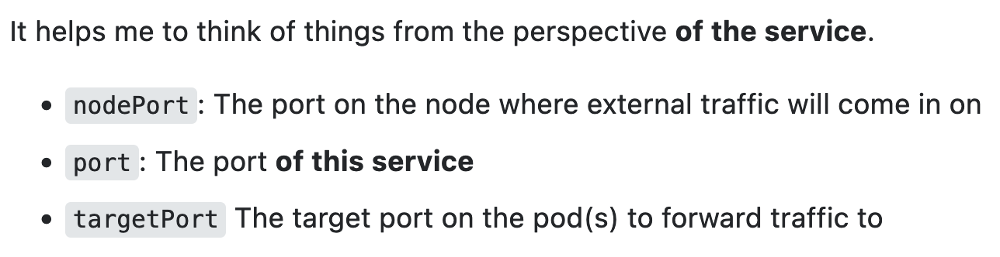 It helps me to think of things from the perspective of the service.
• nodePort: The port on the node where external traffic will come in on
• port: The port of this service
• targetPort The target port on the pod(s) to forward traffic to